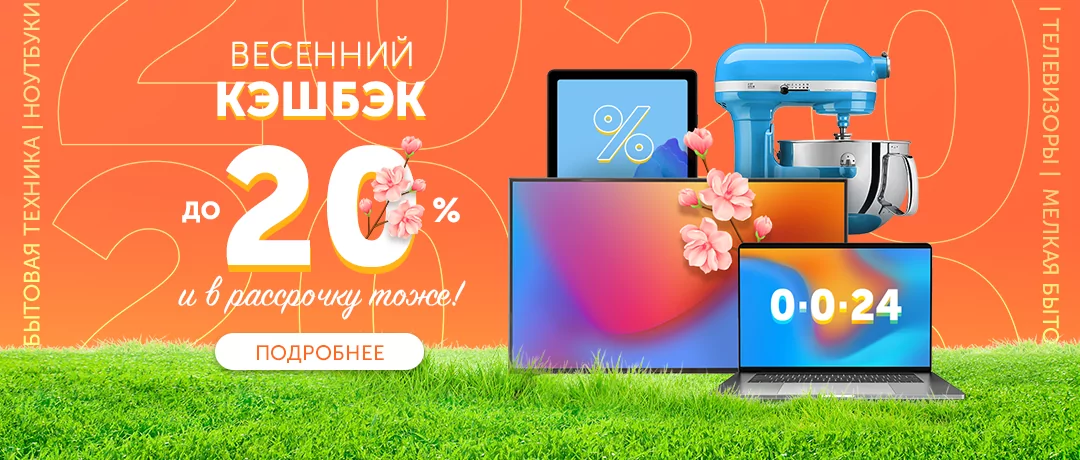 БЫТОВАЯ ТЕХНИКА | НОУТБУКИ
ВЕСЕННИЙ
КЭШБЭК
ДО 20 %
и в рассрочку тоже!
ПОДРОБНЕЕ
%
0·0·24
| ТЕЛЕВИЗОРЫ | МЕЛКАЯ БЫТО